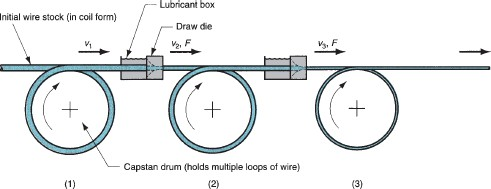 Lubricant box
Initial wire stock (in coil form)
Draw die
v1
v2, F
v3, F
Capstan drum (holds multiple loops of wire)
(1)
(2)
(3)